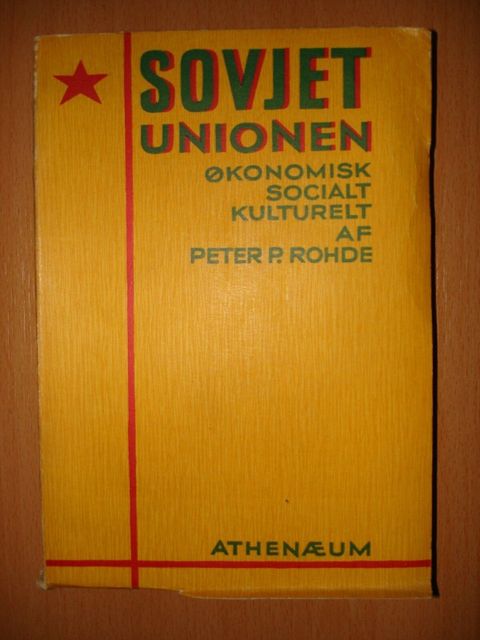 SOVJET
UNIONEN
ØKONOMISK
SOCIALT
KULTURELT
AF
PETER P. ROHDE
ATHENÆUM